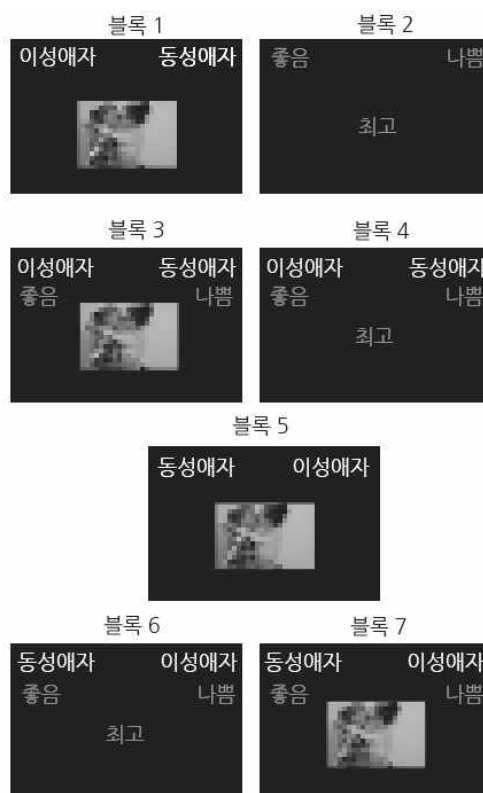 블록 1
블록 2
이성애자 동성애자
좋음 나쁨
최고
블록 3
블록 4
이성애자 동성애자
좋음 나쁨
이성애자 동성애자
좋음 나쁨
최고
블록 5
동성애자 이성애자
블록 6
블록 7
동성애자 이성애자
좋음 나쁨
최고
동성애자 이성애자
좋음 나쁨